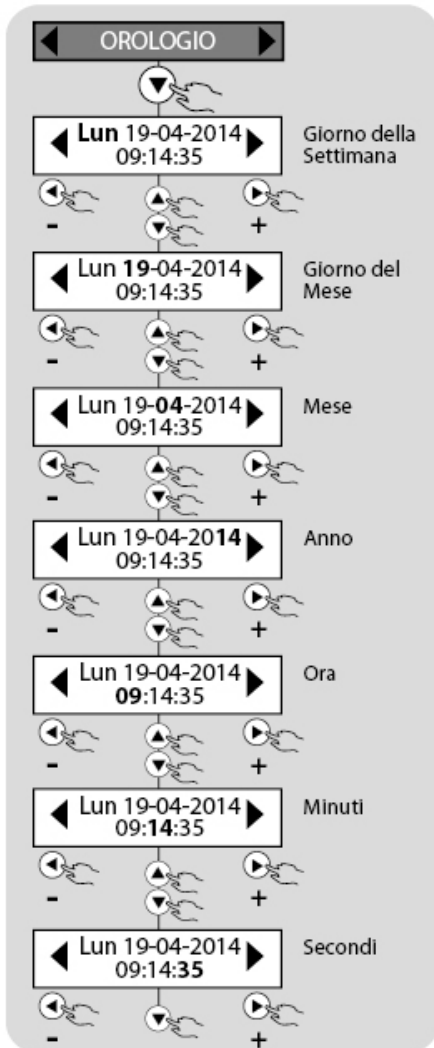 OROLOGIO
Lun 19-04-2014
09:14:35
Giorno della
Settimana
- +
Lun 19-04-2014
09:14:35
Giorno del
Mese
- +
Lun 19-04-2014
09:14:35
Mese
- +
Lun 19-04-2014
09:14:35
Anno
- +
Lun 19-04-2014
09:14:35
Ora
- +
Lun 19-04-2014
09:14:35
Minuti
- +
Lun 19-04-2014
09:14:35
Secondi
- +